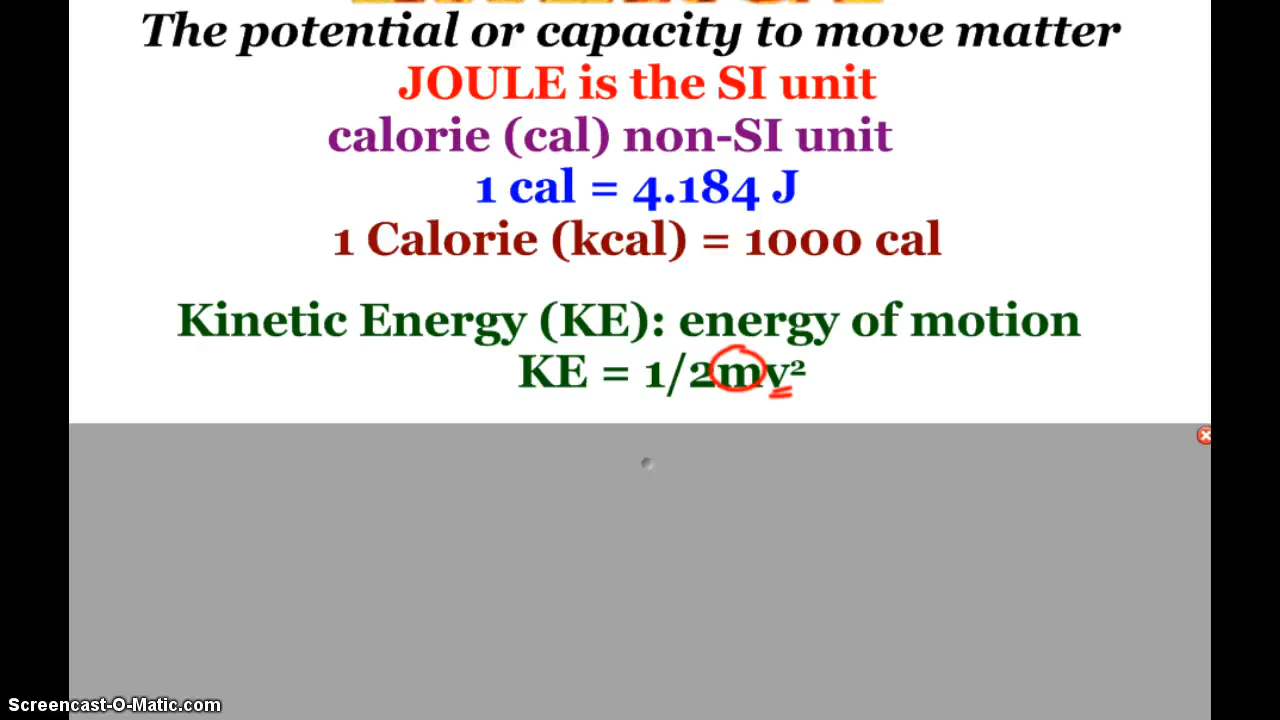 The potential or capacity to move matter
JOULE is the SI unit
calorie (cal) non-SI unit
1 cal = 4.184 J
1 Calorie (kcal) = 1000 cal
Kinetic Energy (KE): energy of motion
KE = 1/2mv²
Screencast-O-Matic.com